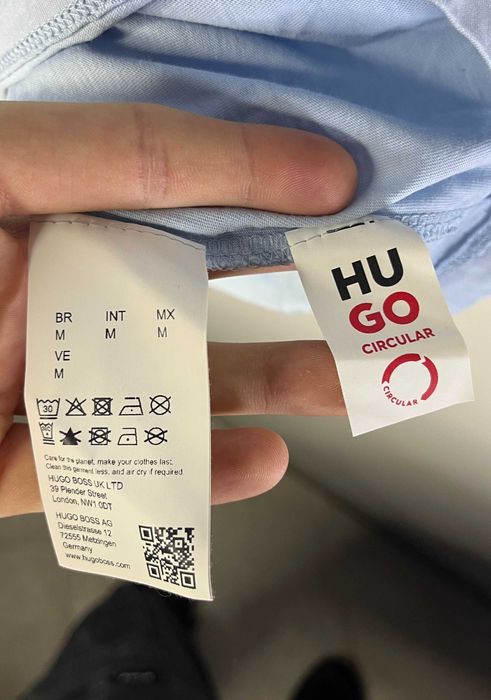 BR INT MX
M M M
VE
M
30
Care for the planet, make your clothes last.
Clean this garment less, and air dry if required.
HUGO BOSS UK LTD
39 Plender Street
London, NW1 0DT
HUGO BOSS AG
Dieselstrasse 12
72555 Metzingen
Germany
www.hugoboss.com
HU
GO
CIRCULAR
CIRCULAR